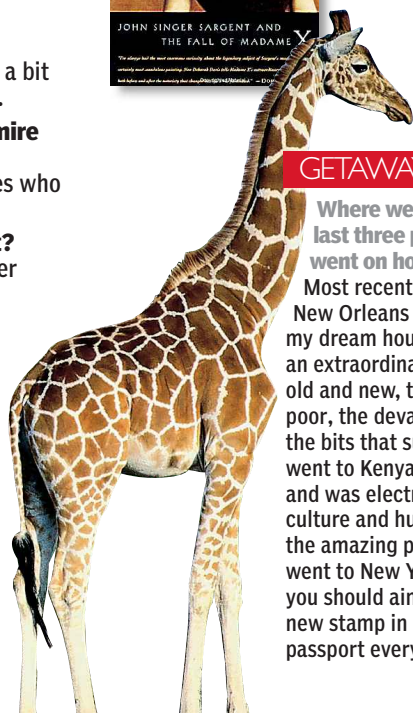 JOHN SINGER SARGENT AND
THE FALL OF MADAME X
a bit
mire
es who
?
er
GETAWAY
Where we
last three p
went on ho
Most recent
New Orleans
my dream hou
an extraordina
old and new, t
poor, the deva
the bits that su
went to Kenya
and was electr
culture and hu
the amazing p
went to New Y
you should aim
new stamp in
passport every